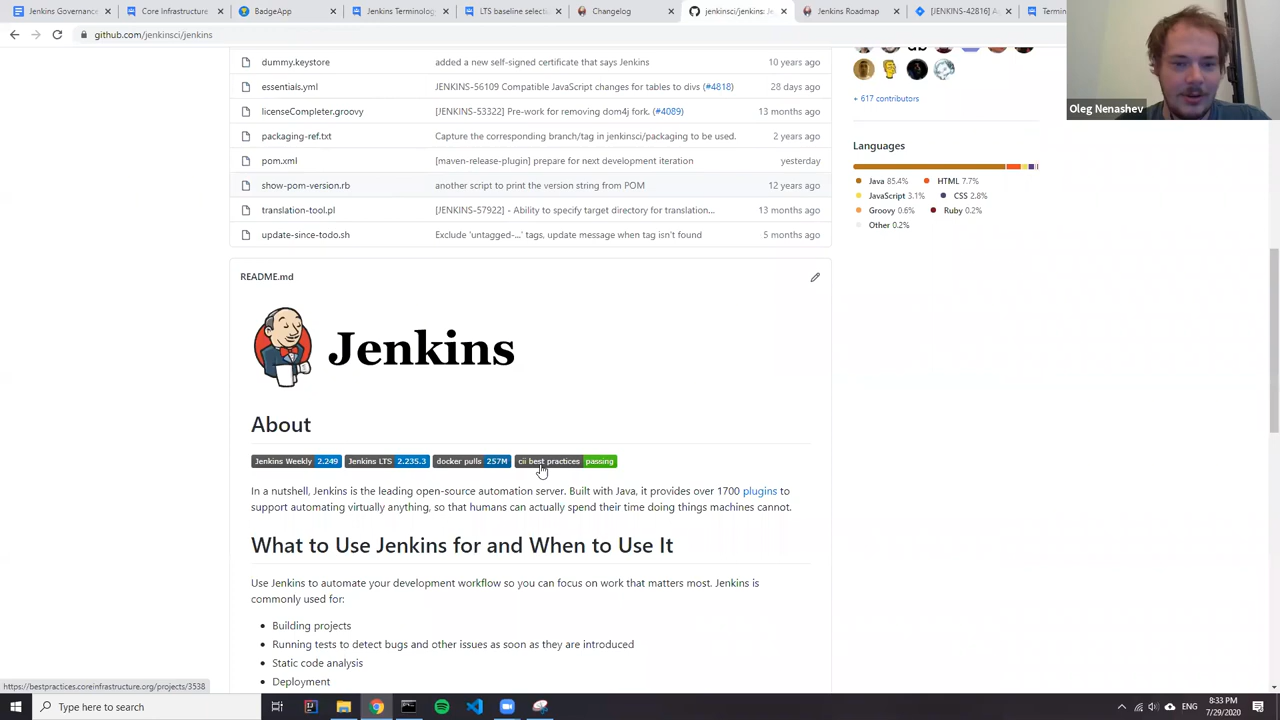 Jenkins Governance
Core Infrastructure
BadgeApp
Jenkins Terminolog
LTS baseline selecti
Changelog
jenkinsci/jenkins: Je
Jenkins Roadmap
[JENKINS-42816] A
Termin
github.com/jenkinsci/jenkins
Oleg Nenashev
dummy.keystore added a new self-signed certificate that says Jenkins 10 years ago
essentials.yml JENKINS-56109 Compatible JavaScript changes for tables to divs (#4818) 28 days ago
licenseCompleter.groovy [JENKINS-53322] Pre-work for removing dom4j fork. (#4089) 13 months ago
packaging-ref.txt Capture the corresponding branch/tag in jenkinsci/packaging to be used. 2 years ago
pom.xml [maven-release-plugin] prepare for next development iteration yesterday
show-pom-version.rb another script to print the version string from POM 12 years ago
translation-tool.pl [JENKINS-57922] - Ability to specify target directory for translation... 13 months ago
update-since-todo.sh Exclude 'untagged-...' tags, update message when tag isn't found 5 months ago
+ 617 contributors
Languages
Java 85.4% HTML 7.7%
JavaScript 3.1% CSS 2.8%
Groovy 0.6% Ruby 0.2%
Other 0.2%
README.md
Jenkins
About
Jenkins Weekly 2.249 Jenkins LTS 2.235.3 docker pulls 257M cii best practices passing
In a nutshell, Jenkins is the leading open-source automation server. Built with Java, it provides over 1700 plugins to
support automating virtually anything, so that humans can actually spend their time doing things machines cannot.
What to Use Jenkins for and When to Use It
Use Jenkins to automate your development workflow so you can focus on work that matters most. Jenkins is
commonly used for:
Building projects
Running tests to detect bugs and other issues as soon as they are introduced
Static code analysis
Deployment
https://bestpractices.coreinfrastructure.org/projects/3538
Type here to search
ENG
8:33 PM
7/29/2020